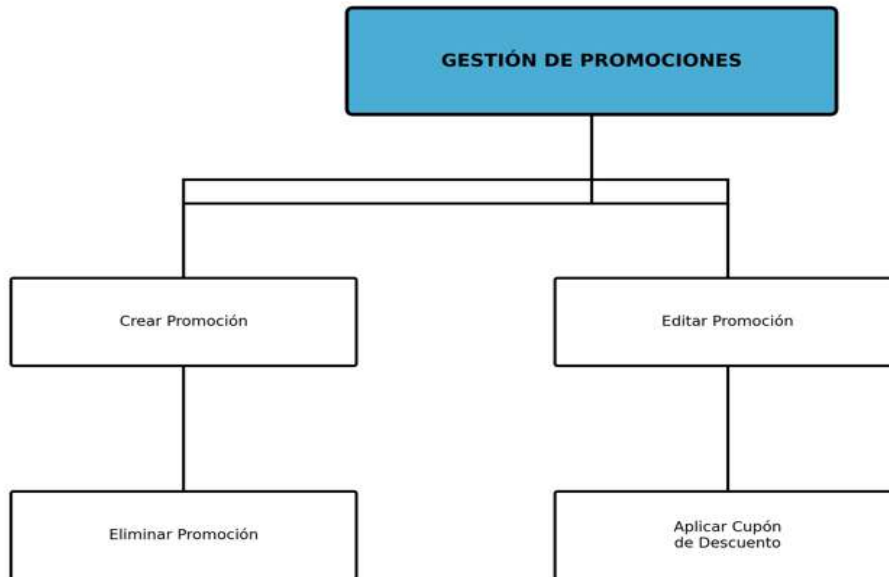 GESTIÓN DE PROMOCIONES
Crear Promoción
Editar Promoción
Eliminar Promoción
Aplicar Cupón
de Descuento